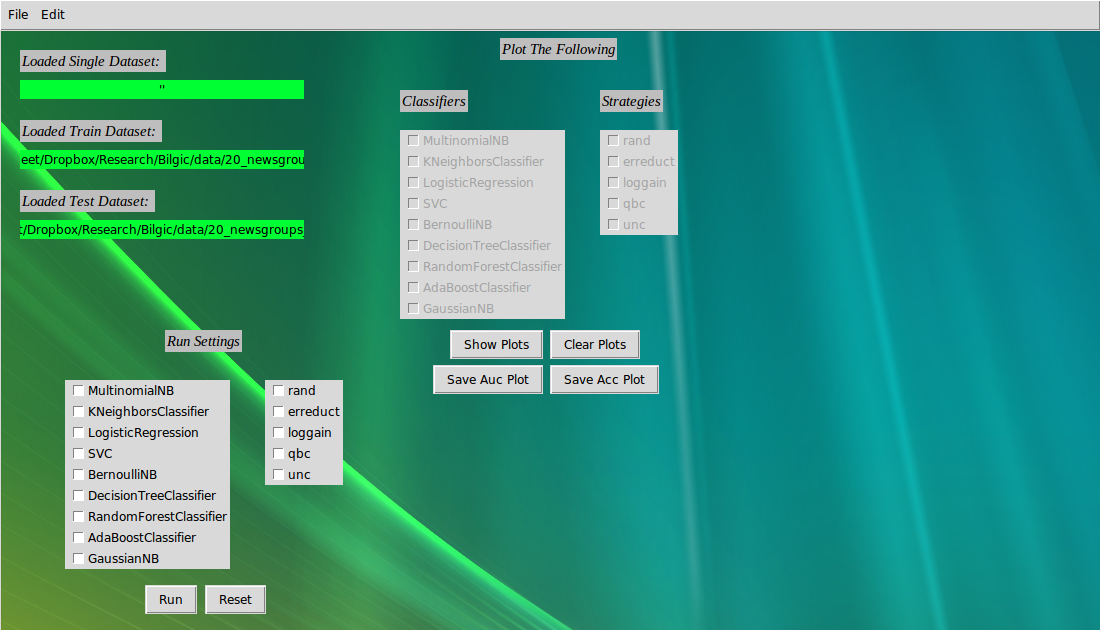 File Edit
Plot The Following
Loaded Single Dataset:
''
Loaded Train Dataset:
eet/Dropbox/Research/Bilgic/data/20_newsgrou
Loaded Test Dataset:
t/Dropbox/Research/Bilgic/data/20_newsgroups_
Classifiers
MultinomialNB
KNeighborsClassifier
LogisticRegression
SVC
BernoulliNB
DecisionTreeClassifier
RandomForestClassifier
AdaBoostClassifier
GaussianNB
Strategies
rand
erreduct
loggain
qbc
unc
Show Plots Clear Plots
Save Auc Plot Save Acc Plot
Run Settings
MultinomialNB
KNeighborsClassifier
LogisticRegression
SVC
BernoulliNB
DecisionTreeClassifier
RandomForestClassifier
AdaBoostClassifier
GaussianNB
rand
erreduct
loggain
qbc
unc
Run Reset